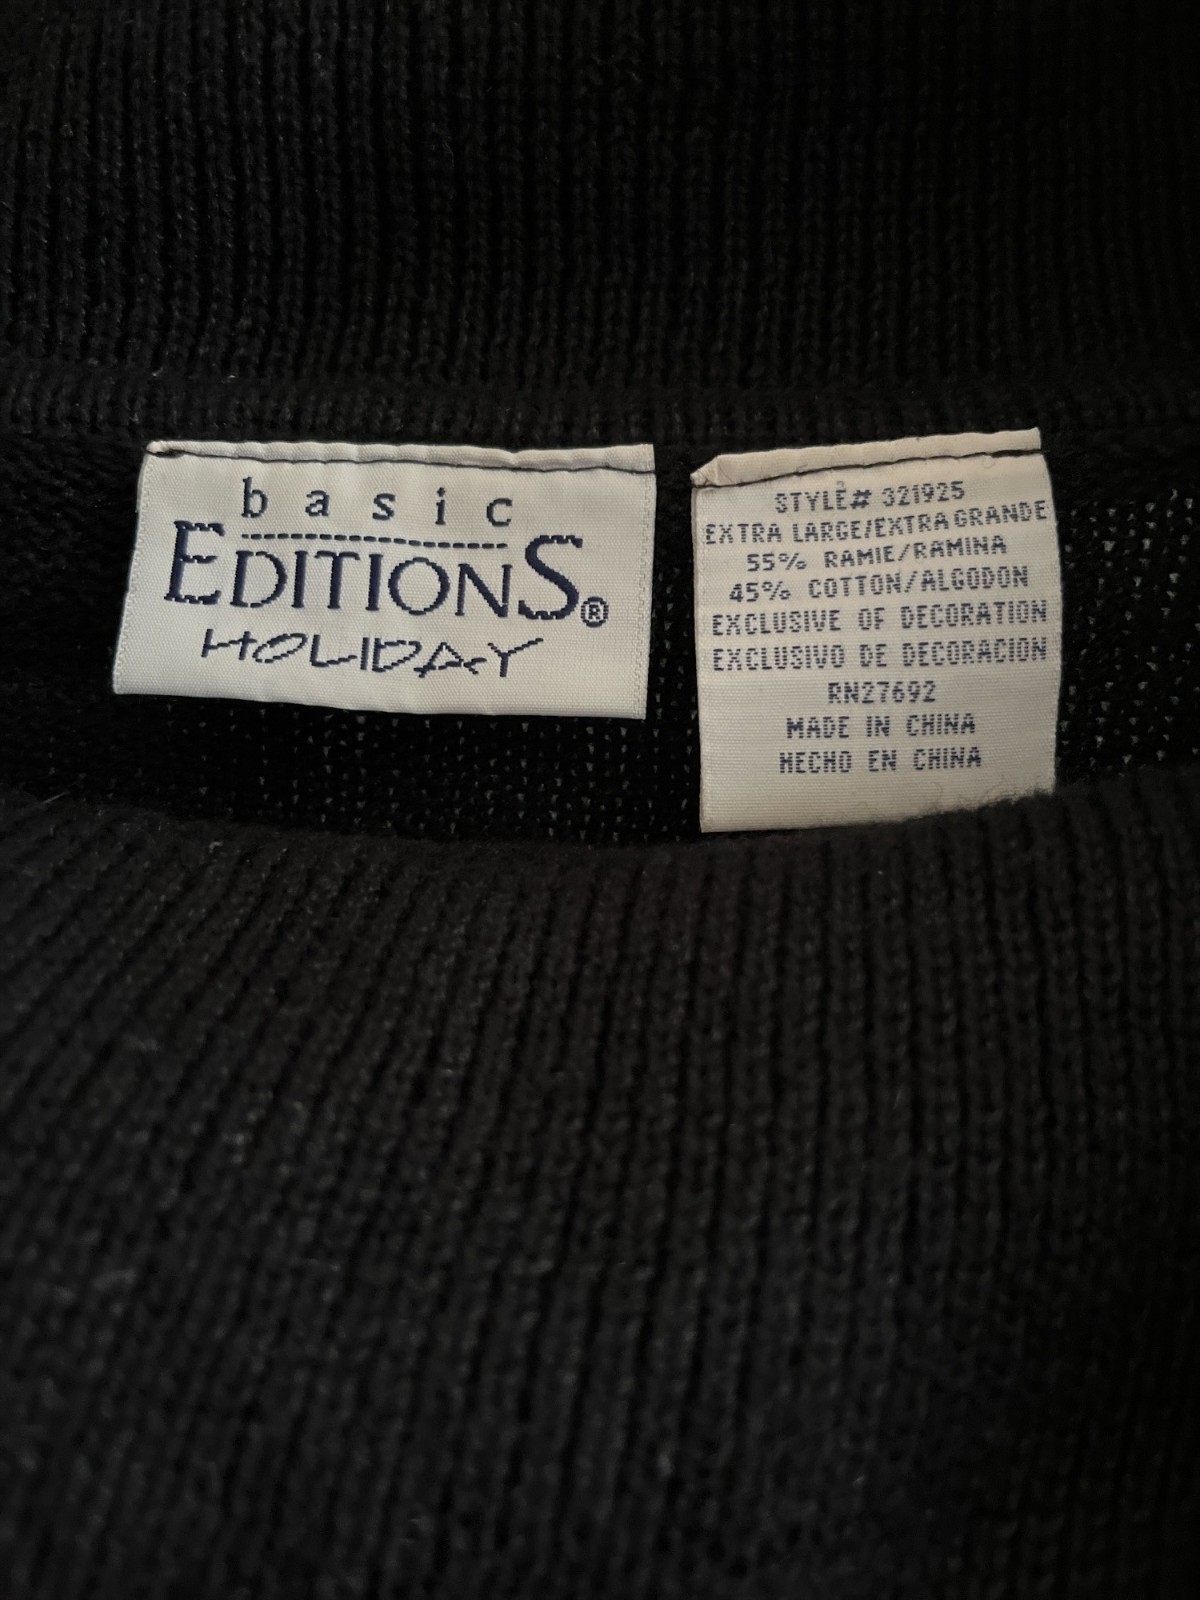 basic
EDITIONS®
HOLIDAY
STYLE# 321925
EXTRA LARGE/EXTRA GRANDE
55% RAMIE/RAMINA
45% COTTON/ALGODON
EXCLUSIVE OF DECORATION
EXCLUSIVO DE DECORACION
RN27692
MADE IN CHINA
HECHO EN CHINA